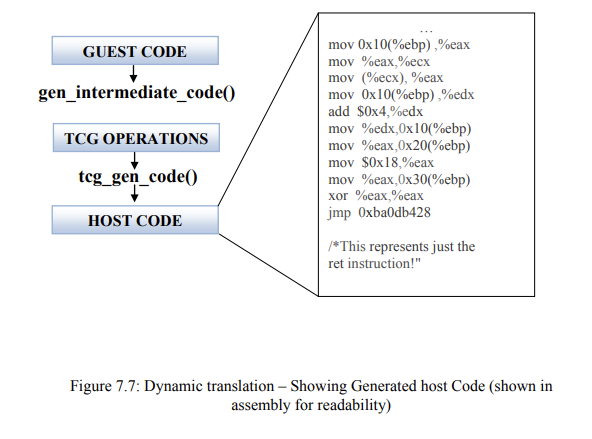 GUEST CODE
gen_intermediate_code()
TCG OPERATIONS
tcg_gen_code()
HOST CODE
...
mov 0x10(%ebp) ,%eax
mov %eax,%ecx
mov (%ecx), %eax
mov 0x10(%ebp) ,%edx
add $0x4,%edx
mov %edx,0x10(%ebp)
mov %eax,0x20(%ebp)
mov $0x18,%eax
mov %eax,0x30(%ebp)
xor %eax,%eax
jmp 0xba0db428
/*This represents just the
ret instruction!"
Figure 7.7: Dynamic translation – Showing Generated host Code (shown in
assembly for readability)